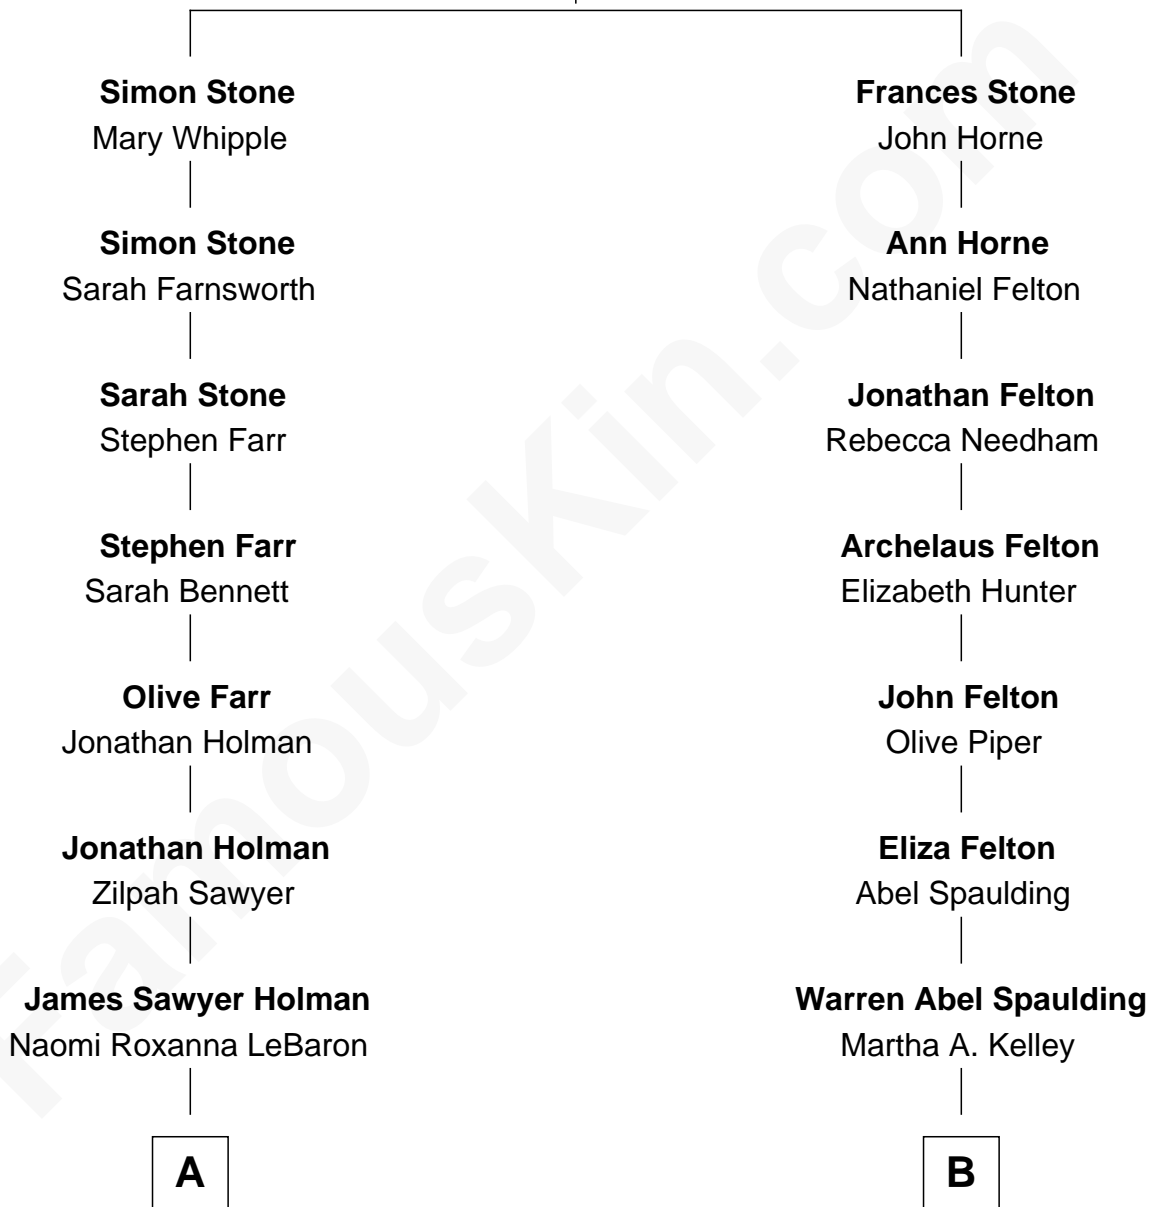 Simon Stone
Mary Whipple
Simon Stone
Sarah Farnsworth
Sarah Stone
Stephen Farr
Stephen Farr
Sarah Bennett
Olive Farr
Jonathan Holman
Jonathan Holman
Zilpah Sawyer
James Sawyer Holman
Naomi Roxanna LeBaron
A
Frances Stone
John Horne
Ann Horne
Nathaniel Felton
Jonathan Felton
Rebecca Needham
Archelaus Felton
Elizabeth Hunter
John Felton
Olive Piper
Eliza Felton
Abel Spaulding
Warren Abel Spaulding
Martha A. Kelley
B
FamousKin.com